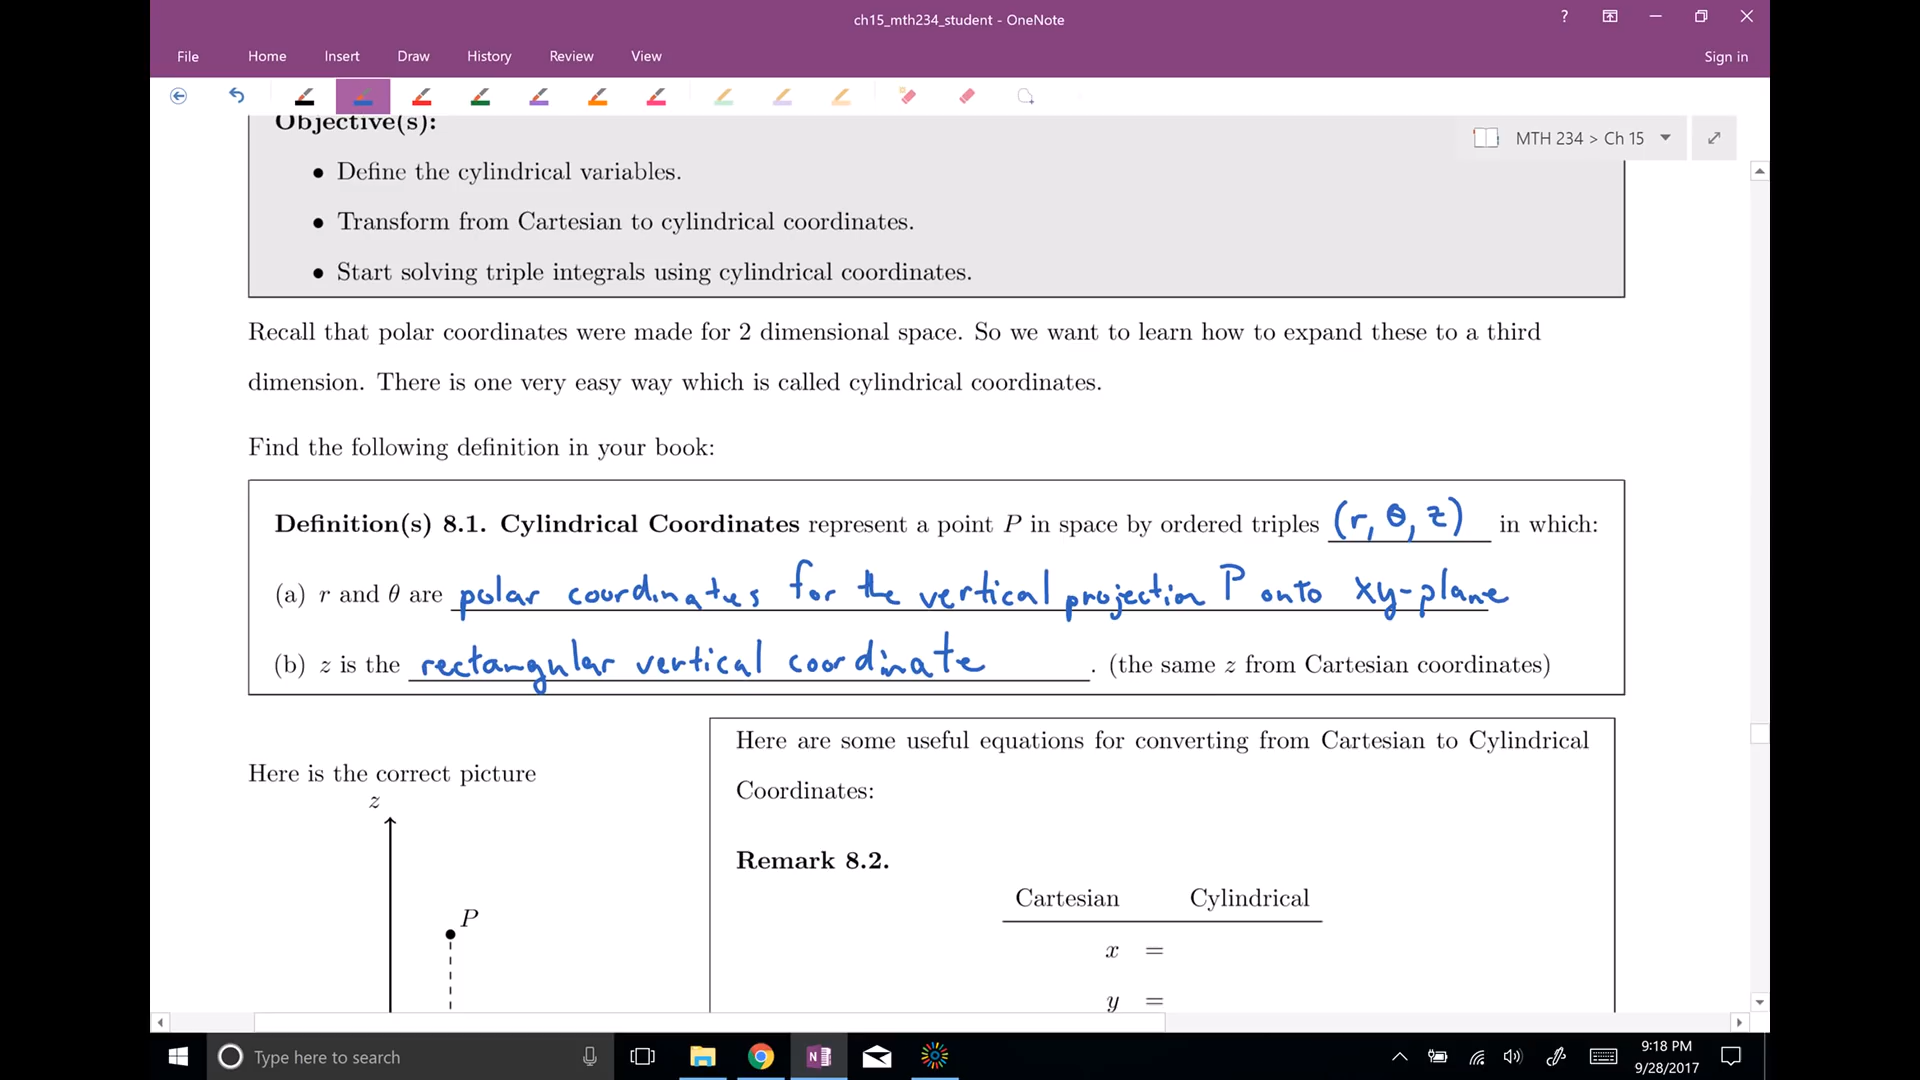 ch15_mth234_student - OneNote
?
File Home Insert Draw History Review View Sign in
Objective(s):
MTH 234 > Ch 15
• Define the cylindrical variables.
• Transform from Cartesian to cylindrical coordinates.
• Start solving triple integrals using cylindrical coordinates.
Recall that polar coordinates were made for 2 dimensional space. So we want to learn how to expand these to a third
dimension. There is one very easy way which is called cylindrical coordinates.
Find the following definition in your book:
Definition(s) 8.1. Cylindrical Coordinates represent a point P in space by ordered triples (r, θ, z) in which:
(a) r and θ are polar coordinates for the vertical projection P onto xy-plane
(b) z is the rectangular vertical coordinate . (the same z from Cartesian coordinates)
Here is the correct picture
z
P
Here are some useful equations for converting from Cartesian to Cylindrical
Coordinates:
Remark 8.2.
Cartesian Cylindrical
x =
y =
Type here to search
N
9:18 PM
9/28/2017